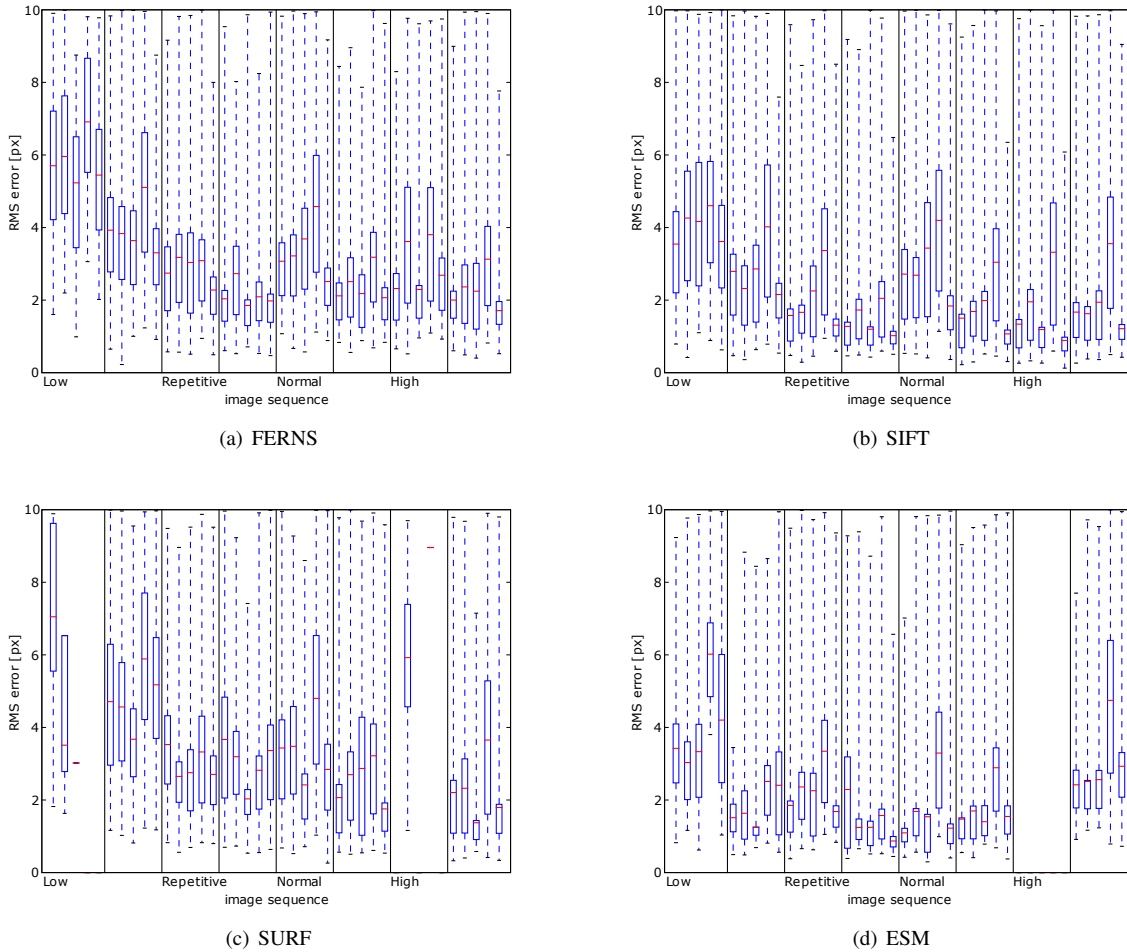 10
8
6
4
2
0
RMS error [px]
Low Repetitive Normal High
image sequence
(a) FERNS
10
8
6
4
2
0
RMS error [px]
Low Repetitive Normal High
image sequence
(b) SIFT
10
8
6
4
2
0
RMS error [px]
Low Repetitive Normal High
image sequence
(c) SURF
10
8
6
4
2
0
RMS error [px]
Low Repetitive Normal High
image sequence
(d) ESM